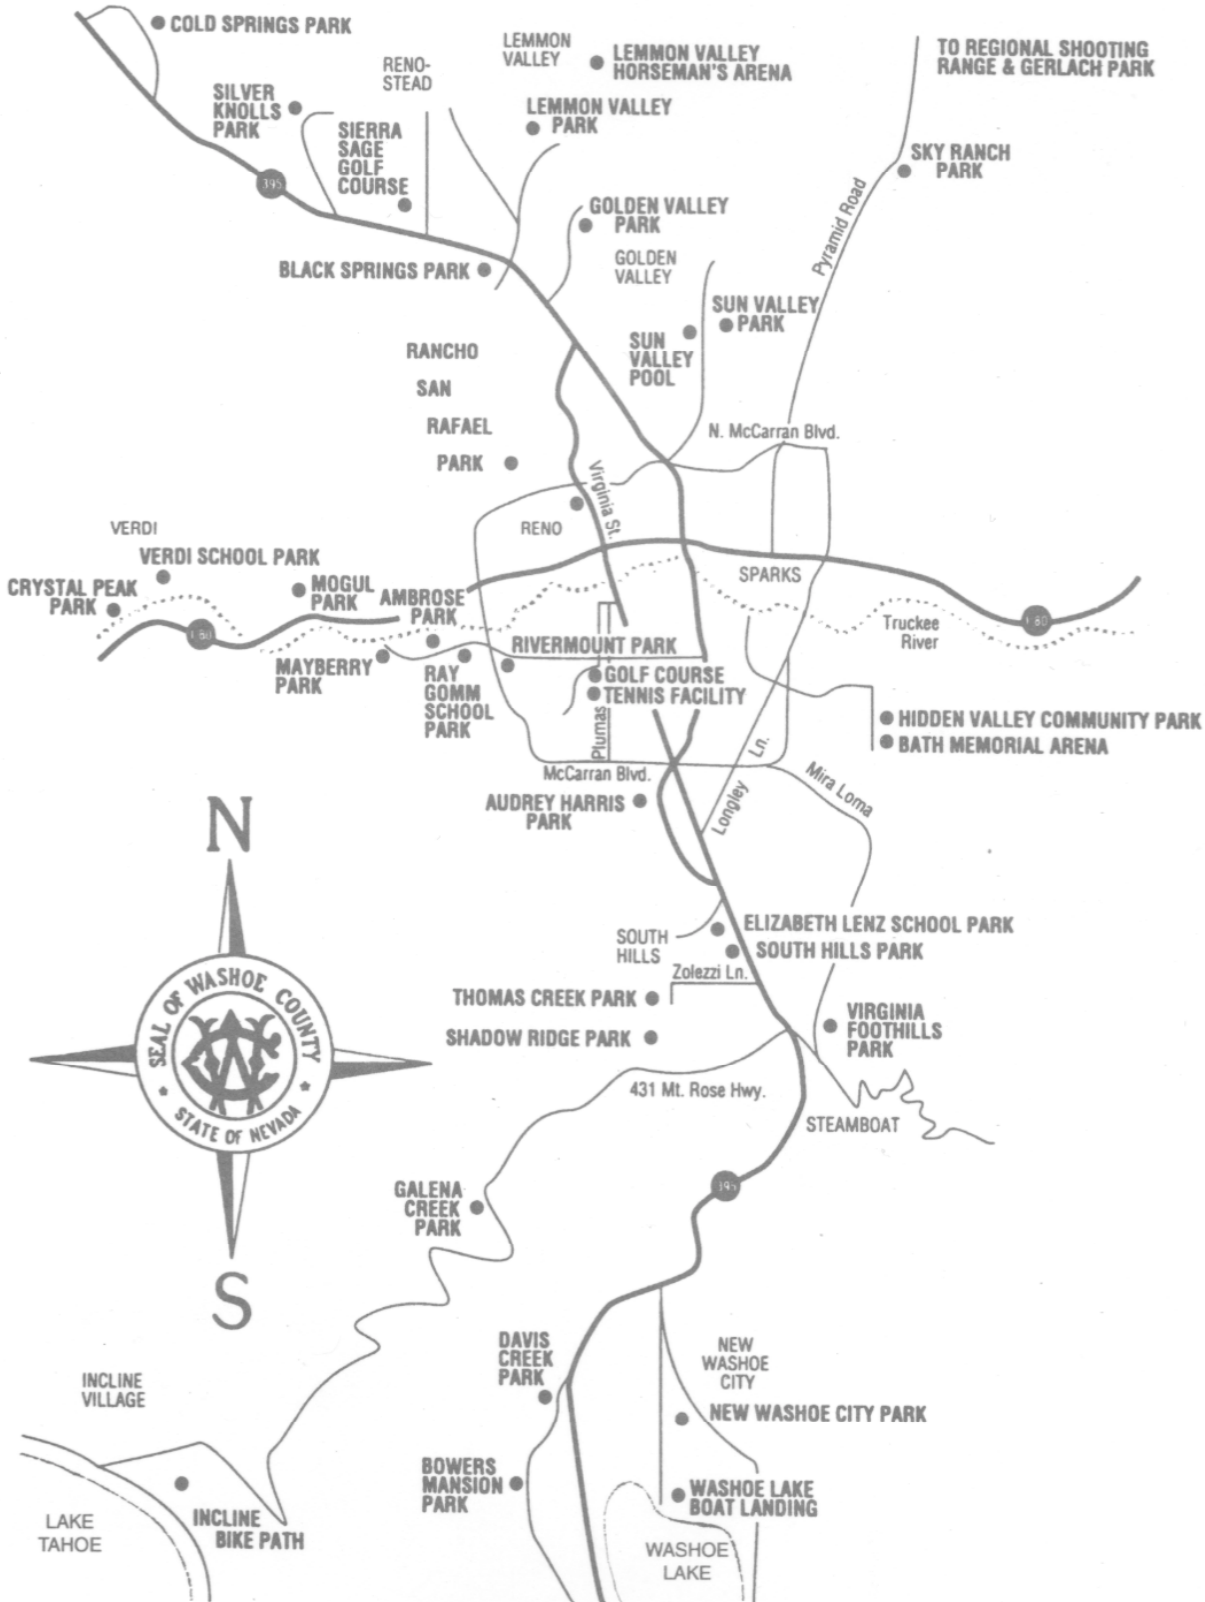 COLD SPRINGS PARK
LEMMON
VALLEY
LEMMON VALLEY
HORSEMAN'S ARENA
TO REGIONAL SHOOTING
RANGE & GERLACH PARK
RENO-
STEAD
SILVER
KNOLLS
PARK
LEMMON VALLEY
PARK
SIERRA
SAGE
GOLF
COURSE
SKY RANCH
PARK
395
GOLDEN VALLEY
PARK
Pyramid Road
GOLDEN
VALLEY
BLACK SPRINGS PARK
SUN VALLEY
PARK
SUN
VALLEY
POOL
RANCHO
SAN
RAFAEL
PARK
N. McCarran Blvd.
Virginia St.
RENO
VERDI
VERDI SCHOOL PARK
CRYSTAL PEAK
PARK
MOGUL
PARK
AMBROSE
PARK
SPARKS
I 80
I 80
Truckee
River
RIVERMOUNT PARK
MAYBERRY
PARK
RAY
GOMM
SCHOOL
PARK
GOLF COURSE
TENNIS FACILITY
Plumas
HIDDEN VALLEY COMMUNITY PARK
BATH MEMORIAL ARENA
McCarran Blvd.
Longley Ln.
Mira Loma
AUDREY HARRIS
PARK
N
SEAL OF WASHOE COUNTY
STATE OF NEVADA
S
ELIZABETH LENZ SCHOOL PARK
SOUTH
HILLS
SOUTH HILLS PARK
Zolezzi Ln.
THOMAS CREEK PARK
SHADOW RIDGE PARK
VIRGINIA
FOOTHILLS
PARK
431 Mt. Rose Hwy.
STEAMBOAT
395
GALENA
CREEK
PARK
DAVIS
CREEK
PARK
NEW
WASHOE
CITY
INCLINE
VILLAGE
NEW WASHOE CITY PARK
BOWERS
MANSION
PARK
WASHOE LAKE
BOAT LANDING
INCLINE
BIKE PATH
LAKE
TAHOE
WASHOE
LAKE